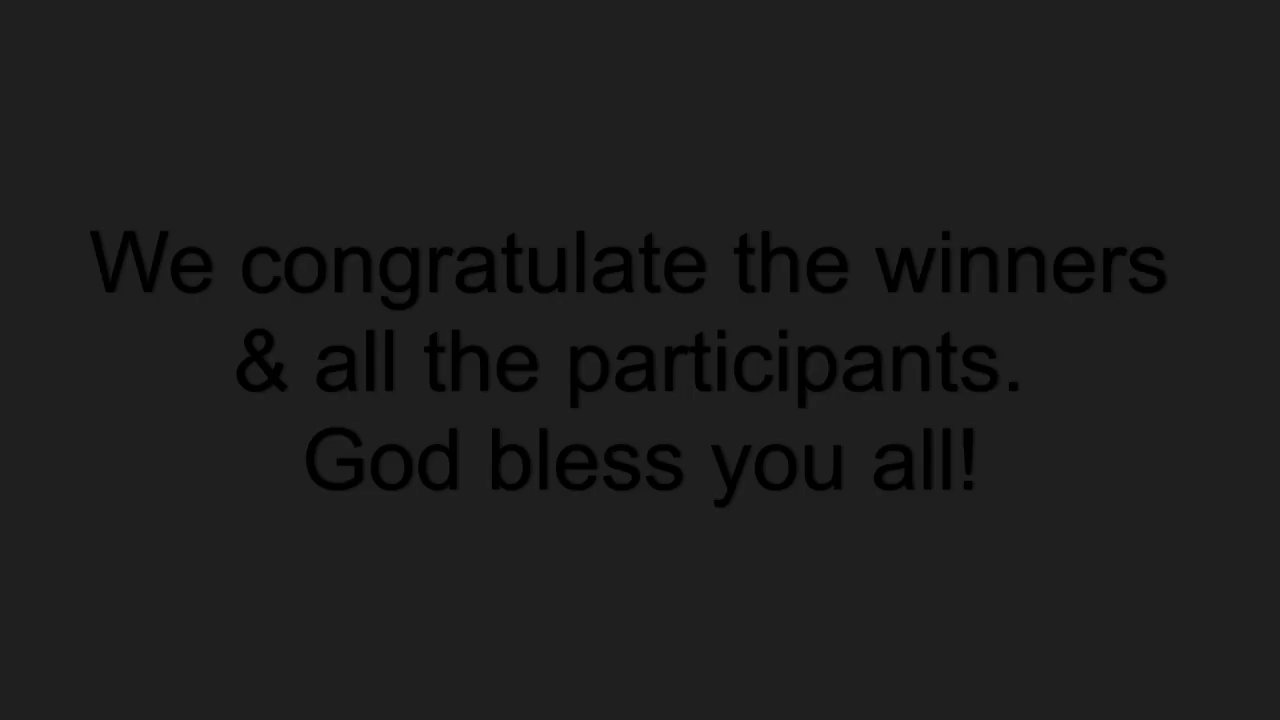 We congratulate the winners
& all the participants.
God bless you all!